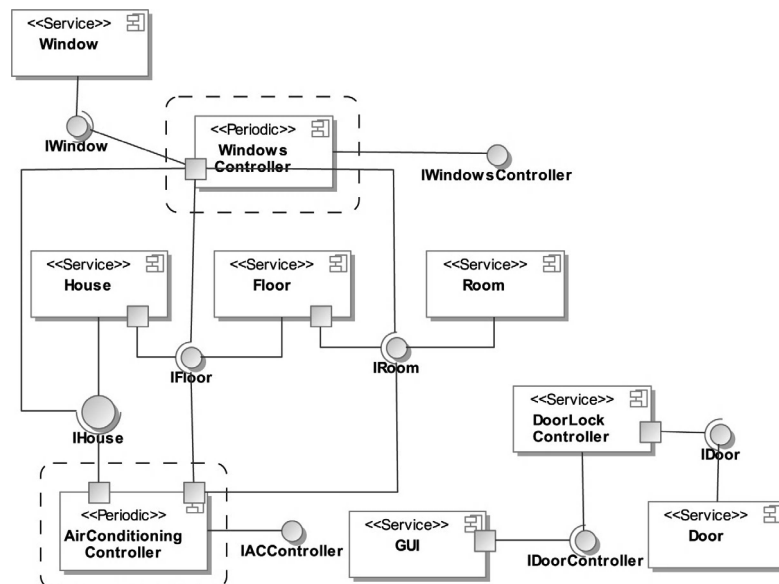 <<Service>>
Window
IWindow
<<Periodic>>
Windows
Controller
IWindowsController
<<Service>>
House
<<Service>>
Floor
<<Service>>
Room
IFloor
IRoom
IHouse
<<Service>>
DoorLock
Controller
IDoor
<<Periodic>>
AirConditioning
Controller
IACController
<<Service>>
GUI
IDoorController
<<Service>>
Door